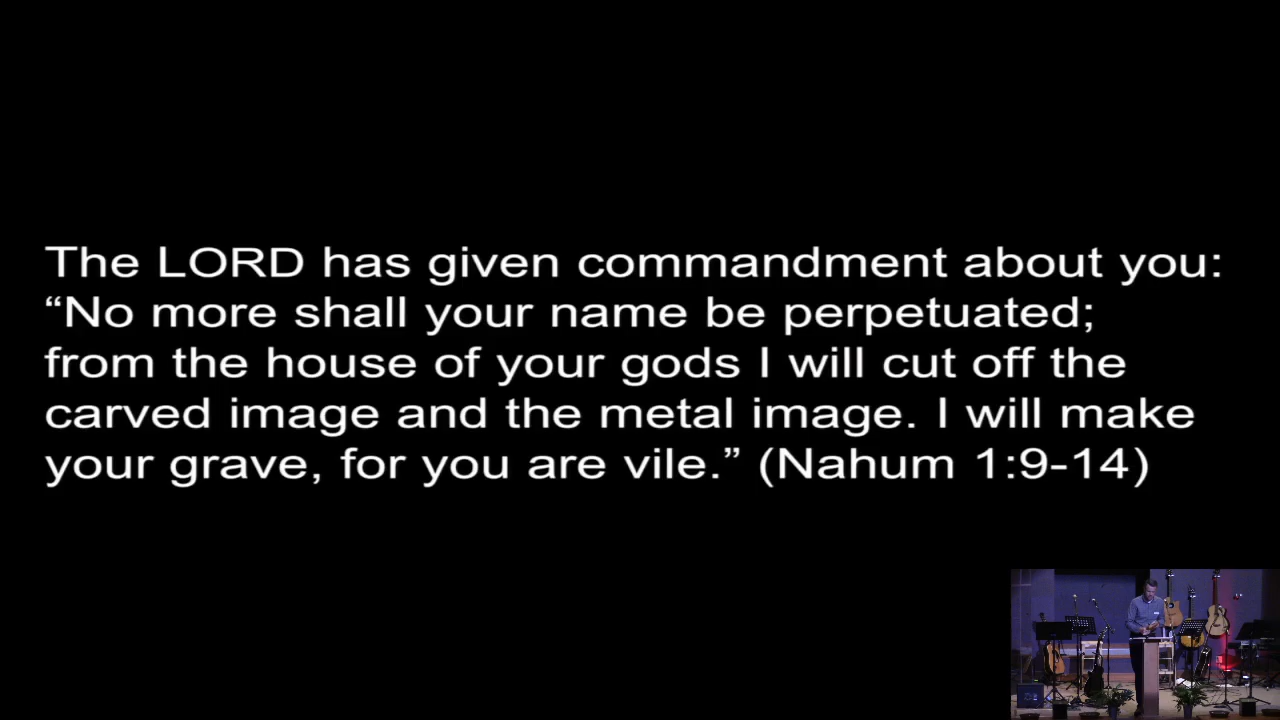 The LORD has given commandment about you:
“No more shall your name be perpetuated;
from the house of your gods I will cut off the
carved image and the metal image. I will make
your grave, for you are vile.” (Nahum 1:9-14)